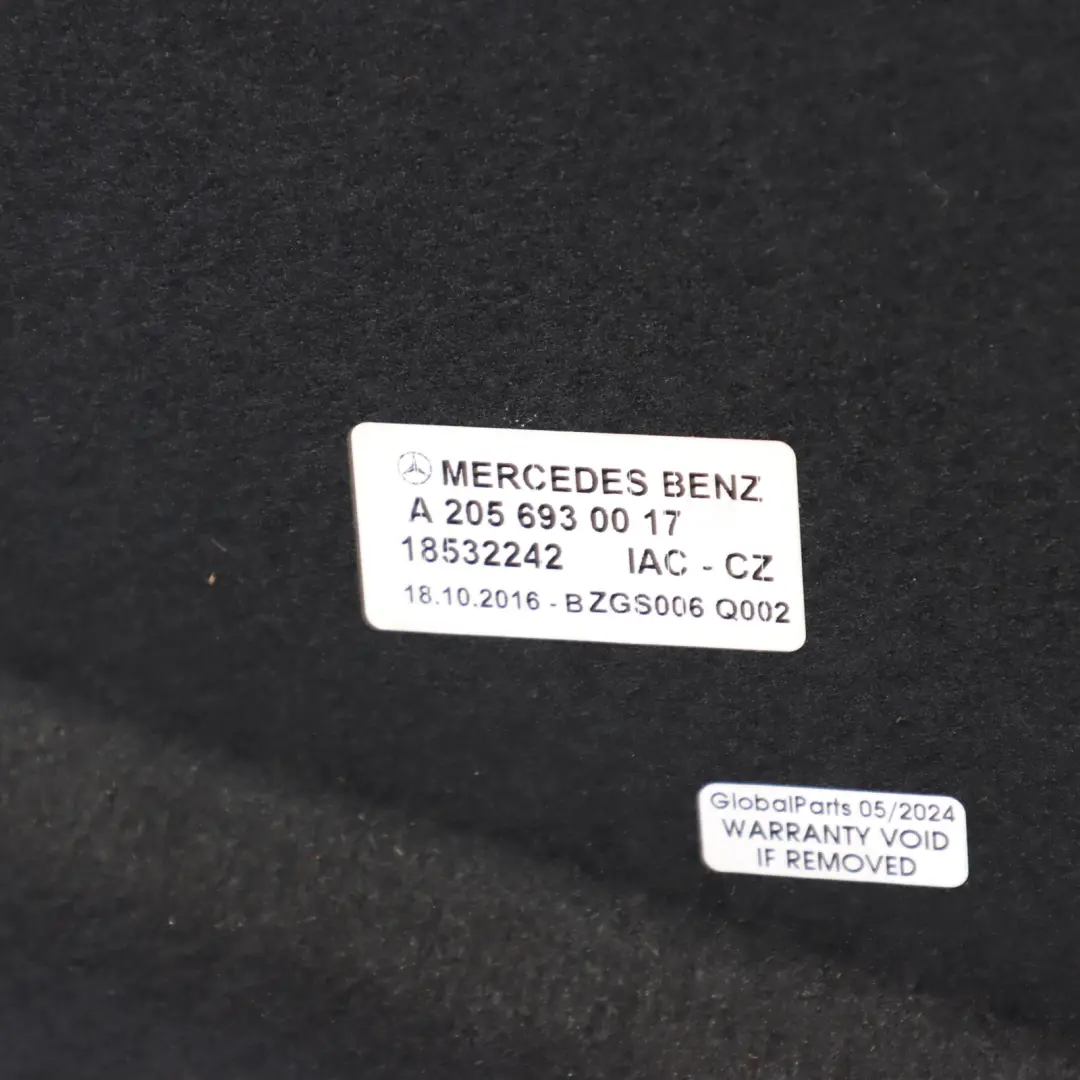 MERCEDES BENZ
A 205 693 00 17
18532242 IAC - CZ
18.10.2016 - BZGS006 Q002
GlobalParts 05/2024
WARRANTY VOID
IF REMOVED